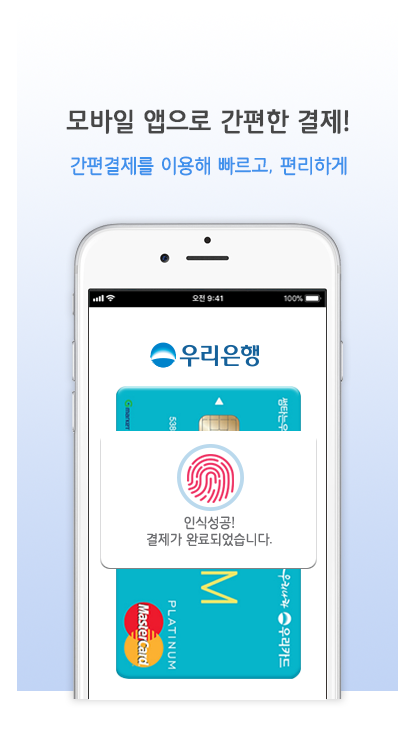 모바일 앱으로 간편한 결제!
간편결제를 이용해 빠르고, 편리하게
오전 9:41
100%
우리은행
538
인식성공!
결제가 완료되었습니다.
M
MasterCard
PLATINUM
우리카드